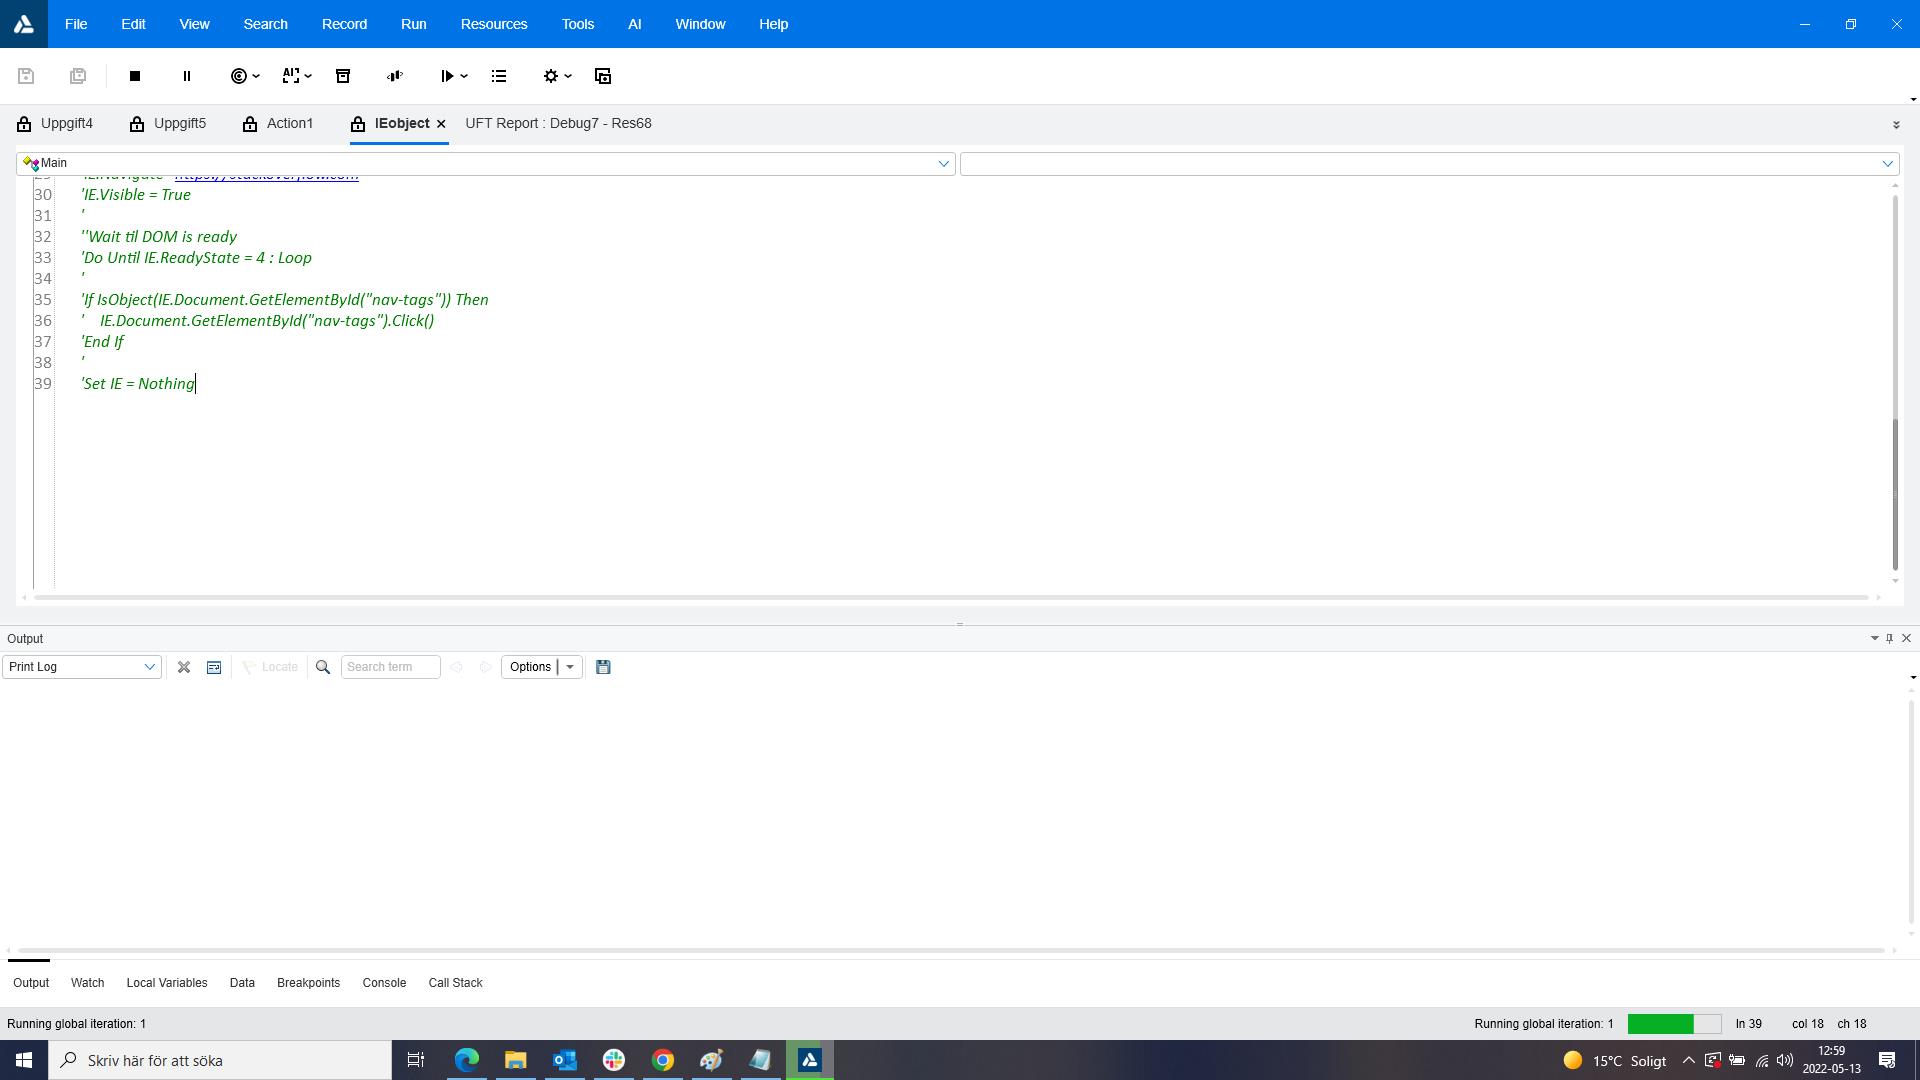 File Edit View Search Record Run Resources Tools AI Window Help
Uppgift4 Uppgift5 Action1 IEobject UFT Report : Debug7 - Res68
Main
29 'IE.Navigate "https://stackoverflow.com"
30 'IE.Visible = True
31 '
32 ''Wait til DOM is ready
33 'Do Until IE.ReadyState = 4 : Loop
34 '
35 'If IsObject(IE.Document.GetElementById("nav-tags")) Then
36 ' IE.Document.GetElementById("nav-tags").Click()
37 'End If
38 '
39 'Set IE = Nothing
Output
Print Log Locate Search term Options
Output Watch Local Variables Data Breakpoints Console Call Stack
Running global iteration: 1 Running global iteration: 1 ln 39 col 18 ch 18
Skriv här för att söka 15°C Soligt 12:59
2022-05-13